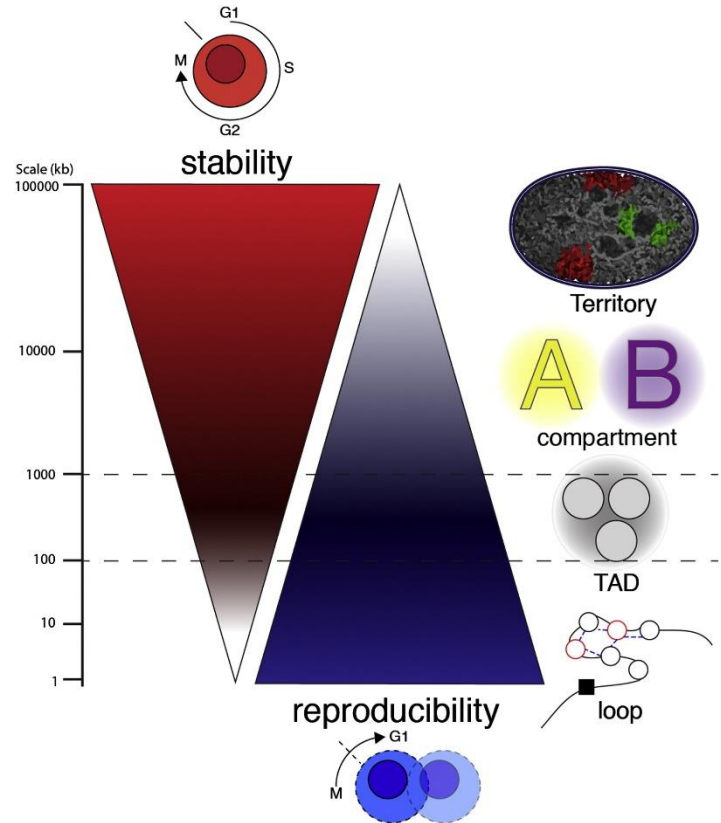 G1
M
S
G2
stability
Scale (kb)
100000
10000
1000
100
10
1
Territory
A B
compartment
TAD
loop
reproducibility
G1
M